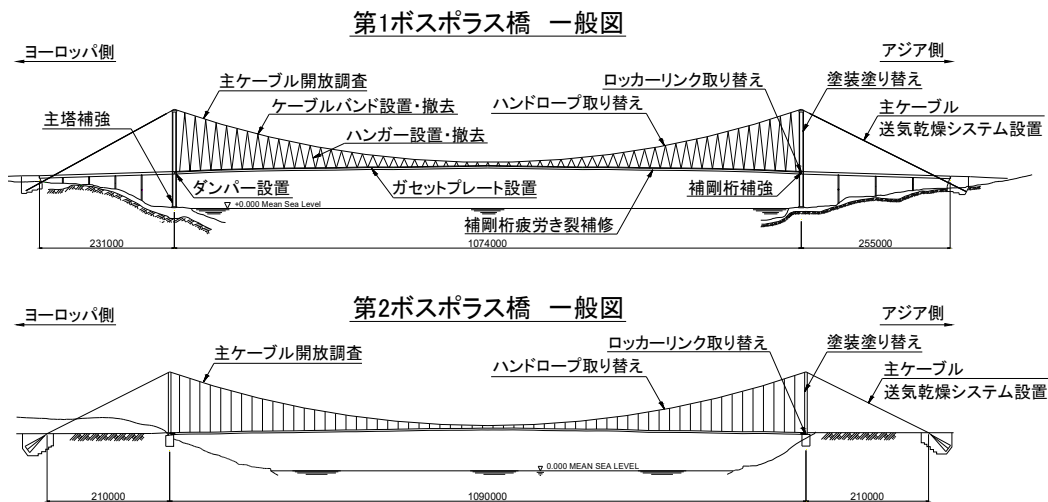 第1ボスポラス橋 一般図
ヨーロッパ側
アジア側
主ケーブル開放調査
ロッカーリンク取り替え
塗装塗り替え
ケーブルバンド設置・撤去
ハンドロープ取り替え
主ケーブル
送気乾燥システム設置
主塔補強
ハンガー設置・撤去
ダンパー設置
ガセットプレート設置
補剛桁補強
+0.000 Mean Sea Level
補剛桁疲労き裂補修
231000
1074000
255000
第2ボスポラス橋 一般図
ヨーロッパ側
アジア側
主ケーブル開放調査
ロッカーリンク取り替え
塗装塗り替え
ハンドロープ取り替え
主ケーブル
送気乾燥システム設置
0.000 MEAN SEA LEVEL
210000
1090000
210000